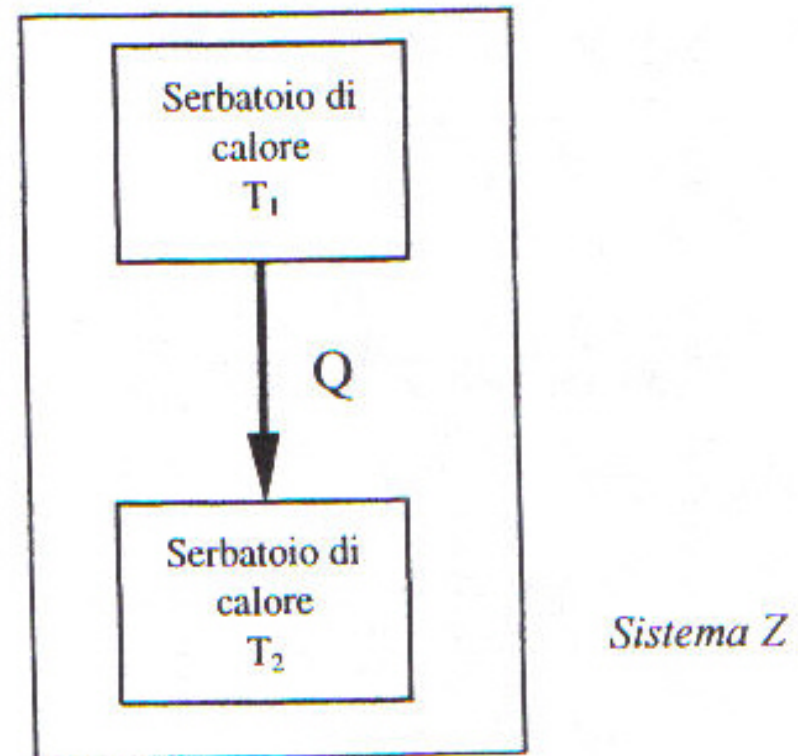 Serbatoio di
calore
T₁
Q
Serbatoio di
calore
T₂
Sistema Z